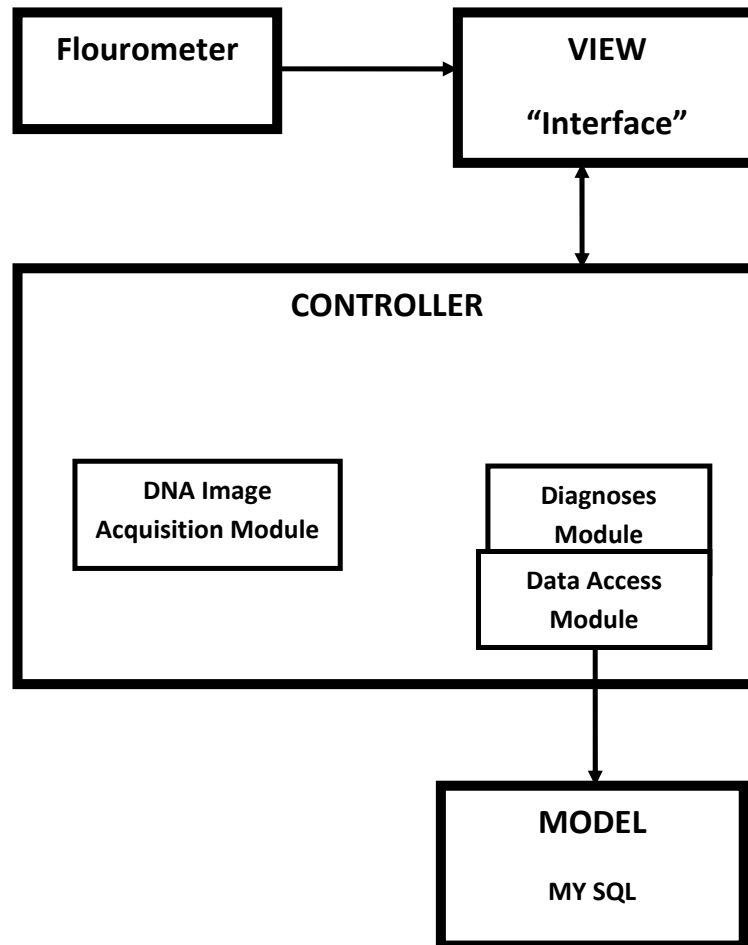 Flourometer
VIEW
“Interface”
CONTROLLER
DNA Image
Acquisition Module
Diagnoses
Module
Data Access
Module
MODEL
MY SQL